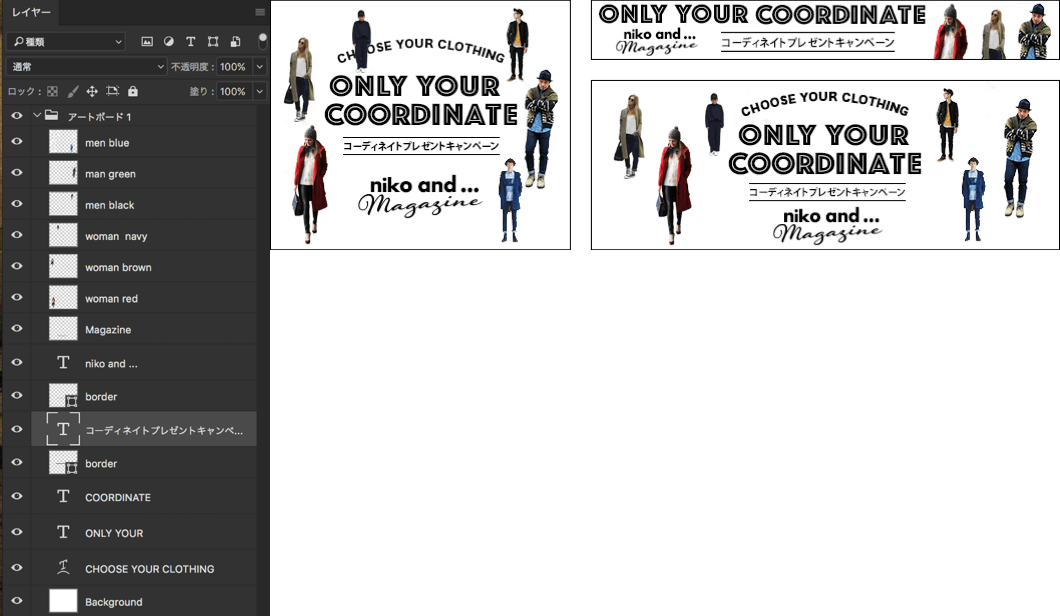 レイヤー
種類
通常
不透明度：
100%
ロック：
塗り：
100%
アートボード 1
men blue
man green
men black
woman navy
woman brown
woman red
Magazine
niko and ...
border
コーディネイトプレゼントキャンペ...
border
COORDINATE
ONLY YOUR
CHOOSE YOUR CLOTHING
Background
CHOOSE YOUR CLOTHING
ONLY YOUR
COORDINATE
コーディネイトプレゼントキャンペーン
niko and ...
Magazine
ONLY YOUR COORDINATE
niko and ...
Magazine
コーディネイトプレゼントキャンペーン
CHOOSE YOUR CLOTHING
ONLY YOUR
COORDINATE
コーディネイトプレゼントキャンペーン
niko and ...
Magazine